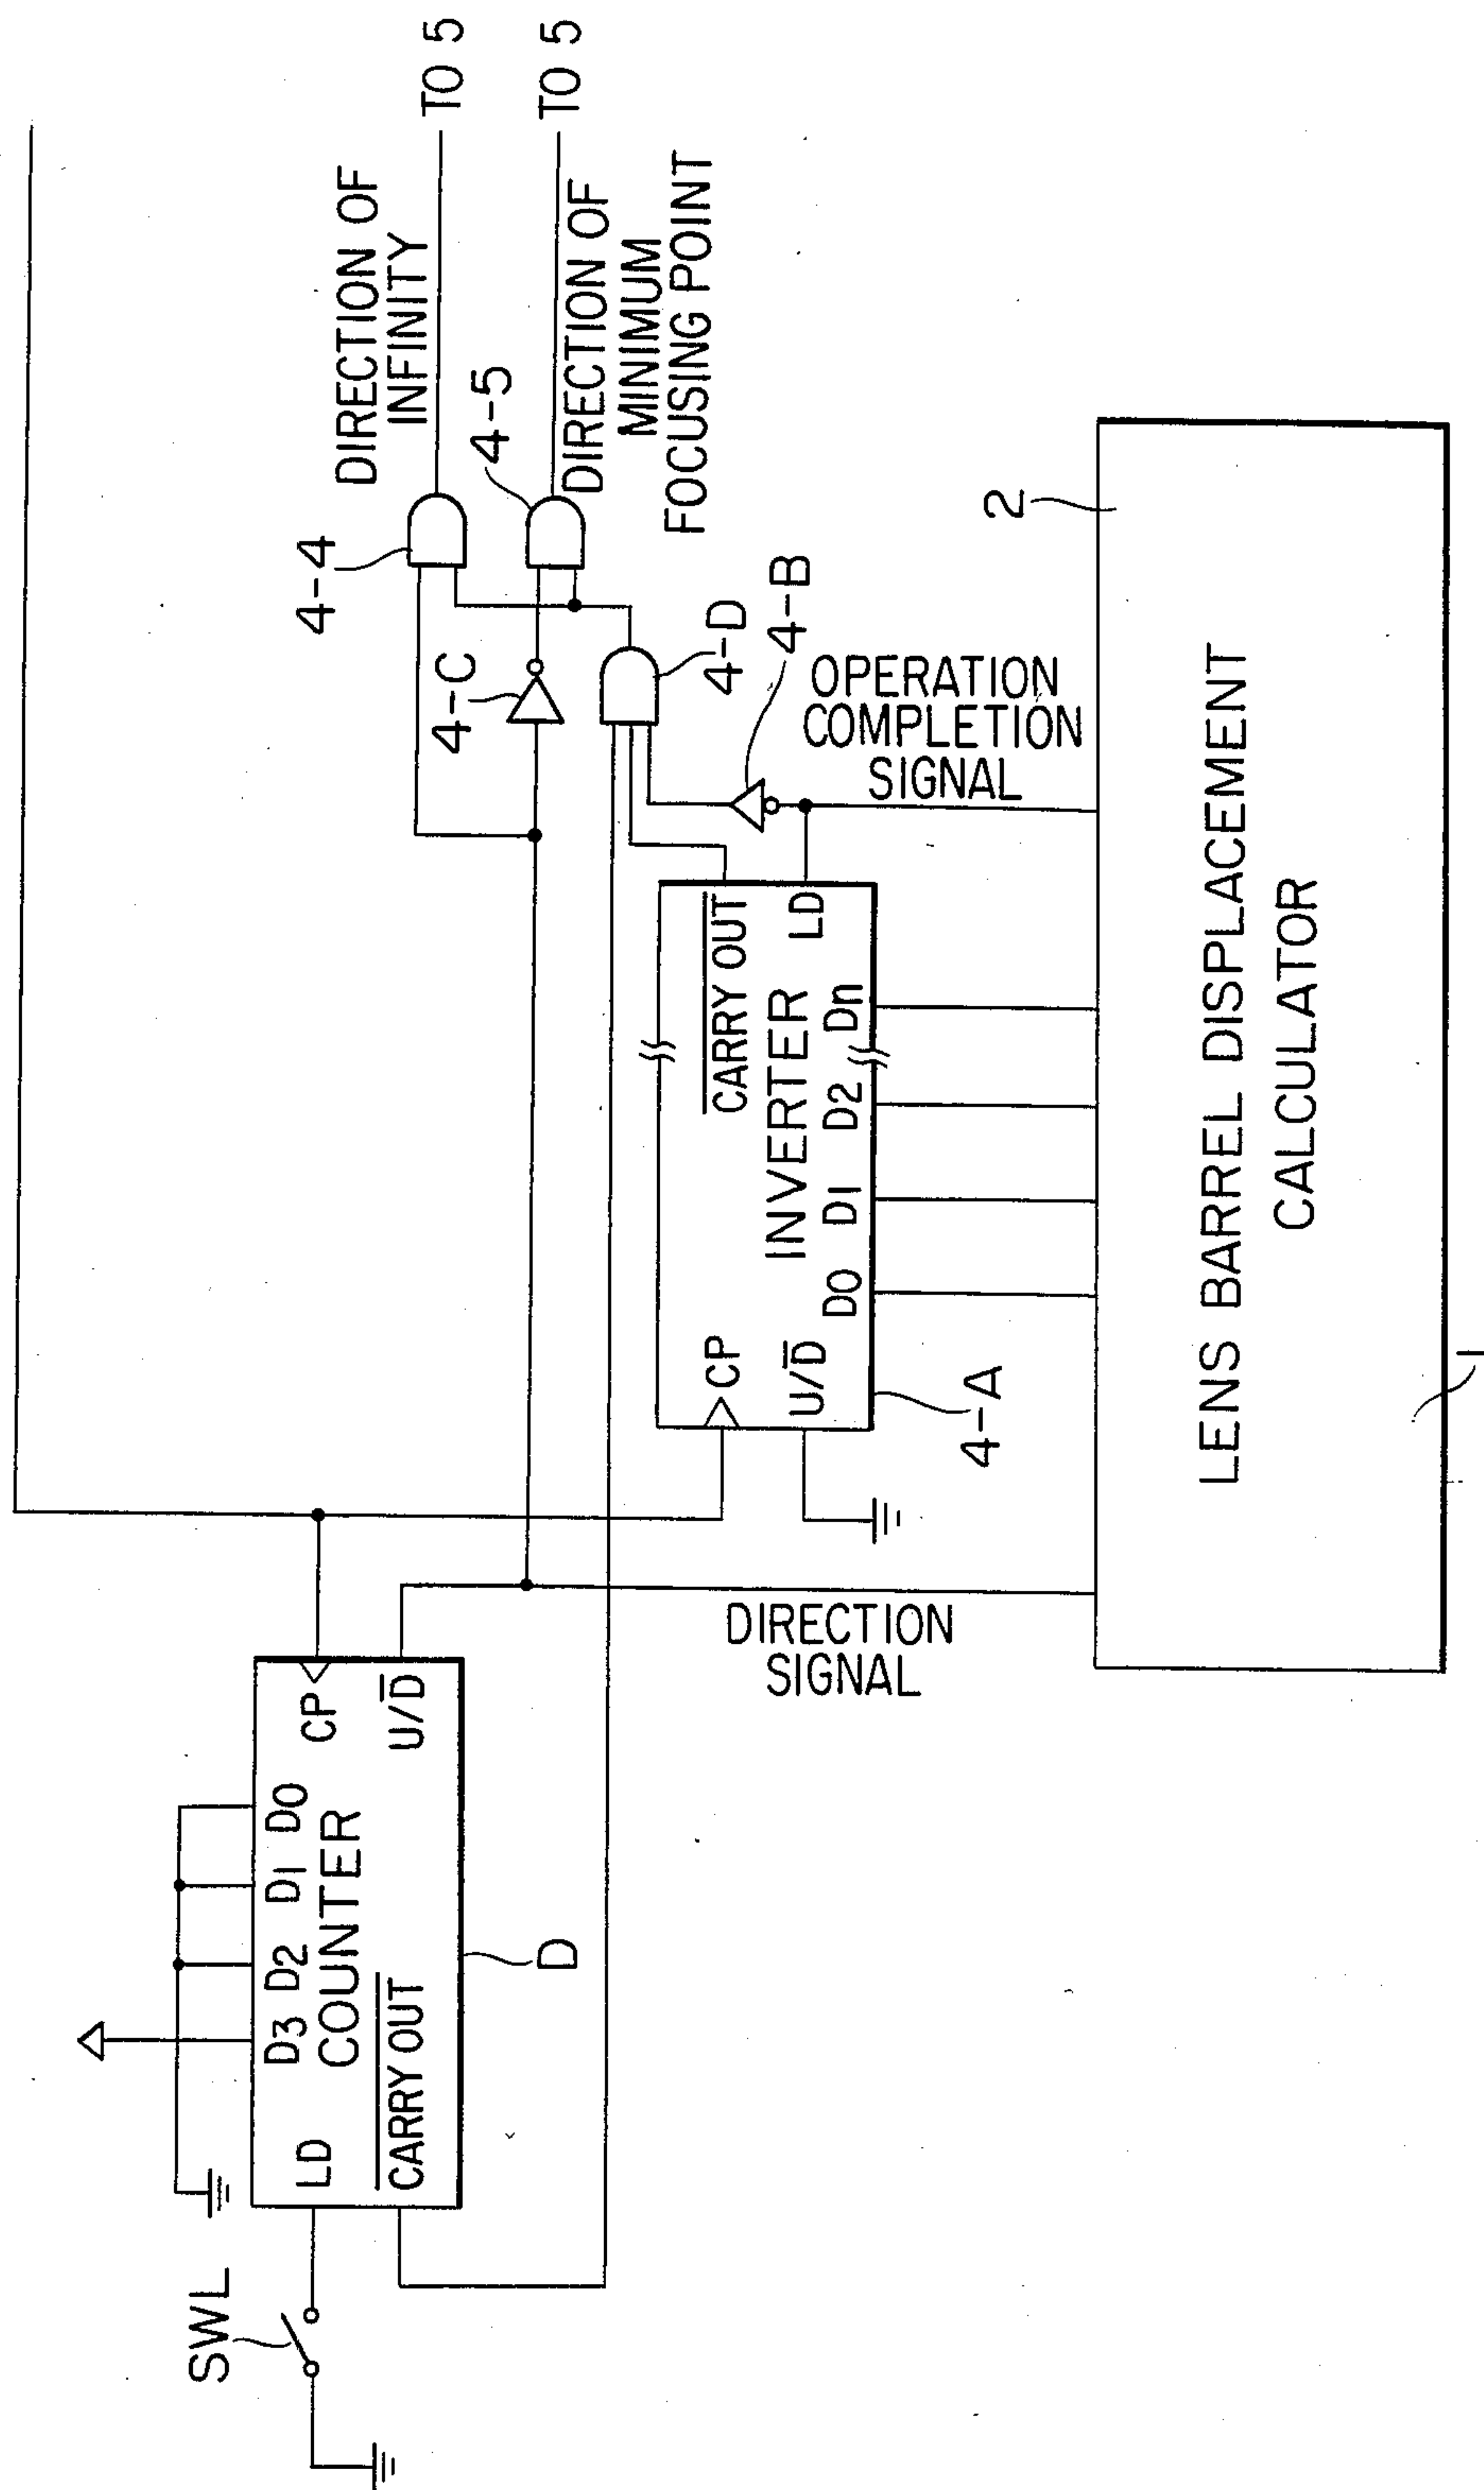 SWL
LD
D3 D2 D1 D0
COUNTER
CARRY OUT
CP
U/D̅
D
DIRECTION
SIGNAL
CP
U/D̅
CARRY OUT
LD
INVERTER
D0 D1 D2 Dn
4-A
4-C
4-4
4-5
4-D
4-B
DIRECTION OF
INFINITY
TO 5
DIRECTION OF
MINIMUM
FOCUSING POINT
TO 5
OPERATION
COMPLETION
SIGNAL
2
LENS BARREL DISPLACEMENT
CALCULATOR
1